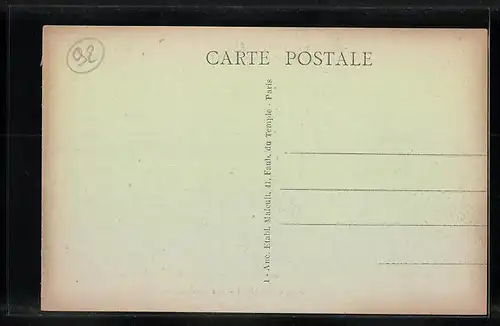 92
CARTE POSTALE
1 - Anc. Etabl. Malcuit, 41, Faub. du Temple - Paris